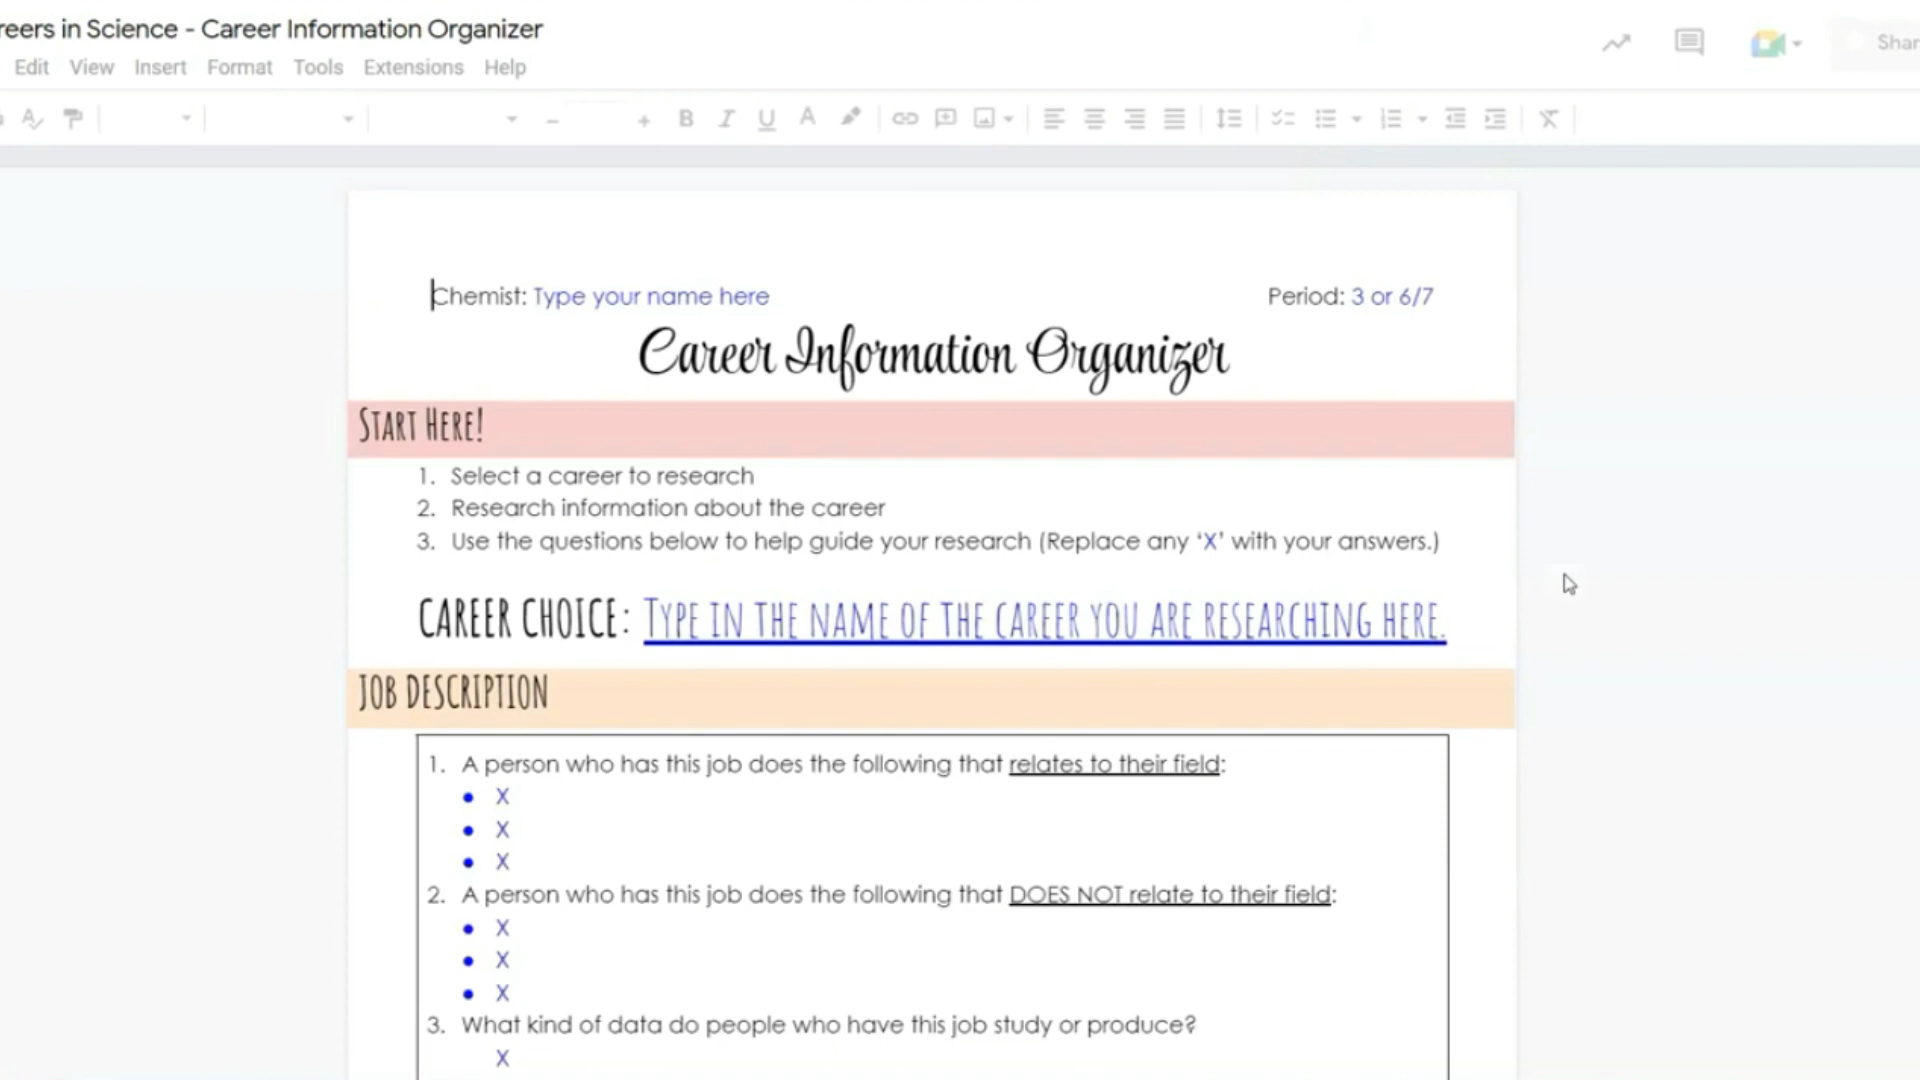 reers in Science - Career Information Organizer
Edit View Insert Format Tools Extensions Help
Shar
Chemist: Type your name here Period: 3 or 6/7
Career Information Organizer
START HERE!
1. Select a career to research
2. Research information about the career
3. Use the questions below to help guide your research (Replace any ‘X’ with your answers.)
CAREER CHOICE: TYPE IN THE NAME OF THE CAREER YOU ARE RESEARCHING HERE.
JOB DESCRIPTION
1. A person who has this job does the following that relates to their field:
● X
● X
● X
2. A person who has this job does the following that DOES NOT relate to their field:
● X
● X
● X
3. What kind of data do people who have this job study or produce?
X